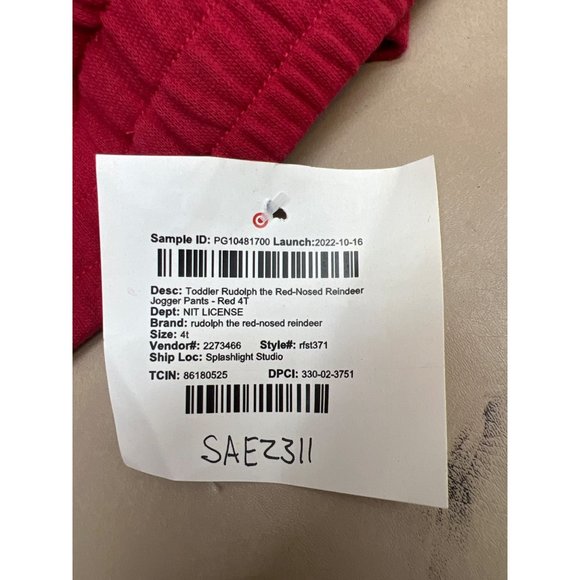 Sample ID: PG10481700 Launch:2022-10-16
Desc: Toddler Rudolph the Red-Nosed Reindeer
Jogger Pants - Red 4T
Dept: NIT LICENSE
Brand: rudolph the red-nosed reindeer
Size: 4t
Vendor#: 2273466 Style#: rfst371
Ship Loc: Splashlight Studio
TCIN: 86180525 DPCI: 330-02-3751
SAE2311